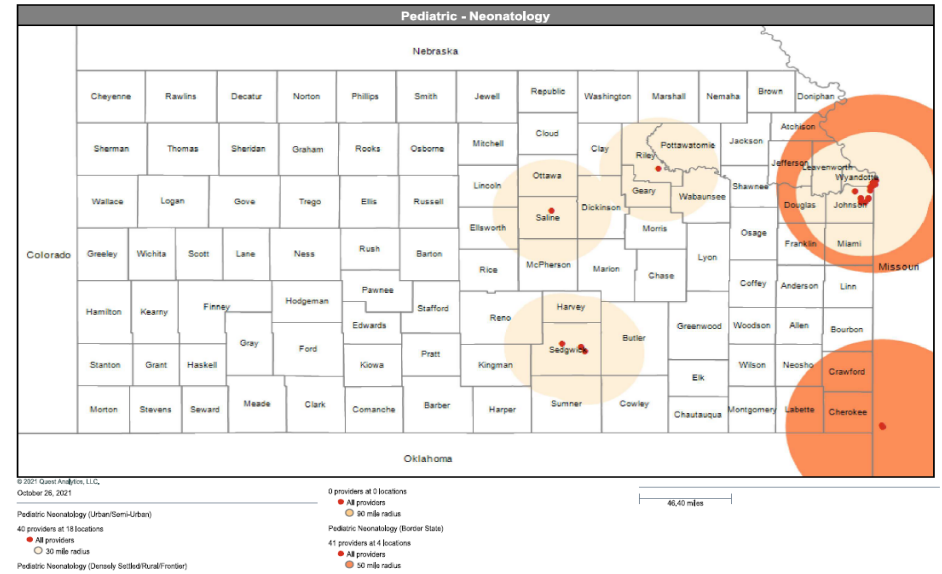 Pediatric - Neonatology
Nebraska
Cheyenne Rawlins Decatur Norton Phillips Smith Jewell Republic Washington Marshall Nemaha Brown Doniphan
Atchison
Sherman Thomas Sheridan Graham Rooks Osborne Mitchell Cloud Clay Riley Pottawatomie Jackson
Jefferson Leavenworth
Wyandotte
Lincoln Ottawa Geary Wabaunsee Shawnee
Wallace Logan Gove Trego Ellis Russell Saline Dickinson Douglas Johnson
Ellsworth Morris Osage
Colorado Greeley Wichita Scott Lane Ness Rush Barton Lyon Franklin Miami
Rice McPherson Marion Chase Missouri
Pawnee Coffey Anderson Linn
Hamilton Kearny Finney Hodgeman Stafford Reno Harvey
Edwards Greenwood Woodson Allen Bourbon
Gray Ford Pratt Sedgwick Butler
Stanton Grant Haskell Kiowa Kingman Elk Wilson Neosho Crawford
Morton Stevens Seward Meade Clark Comanche Barber Harper Sumner Cowley Chautauqua Montgomery Labette Cherokee
Oklahoma
© 2021 Quest Analytics, LLC.
October 26, 2021
Pediatric Neonatology (Urban/Semi-Urban)
40 providers at 18 locations
All providers
30 mile radius
Pediatric Neonatology (Densely Settled/Rural/Frontier)
0 providers at 0 locations
All providers
90 mile radius
Pediatric Neonatology (Border State)
41 providers at 4 locations
All providers
50 mile radius
46.40 miles